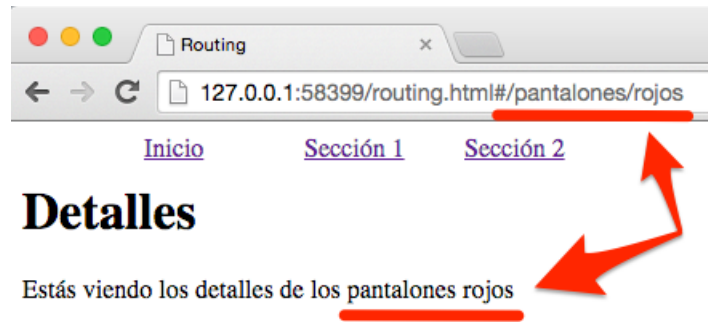 Routing
127.0.0.1:58399/routing.html#/pantalones/rojos
Inicio Sección 1 Sección 2
Detalles
Estás viendo los detalles de los pantalones rojos